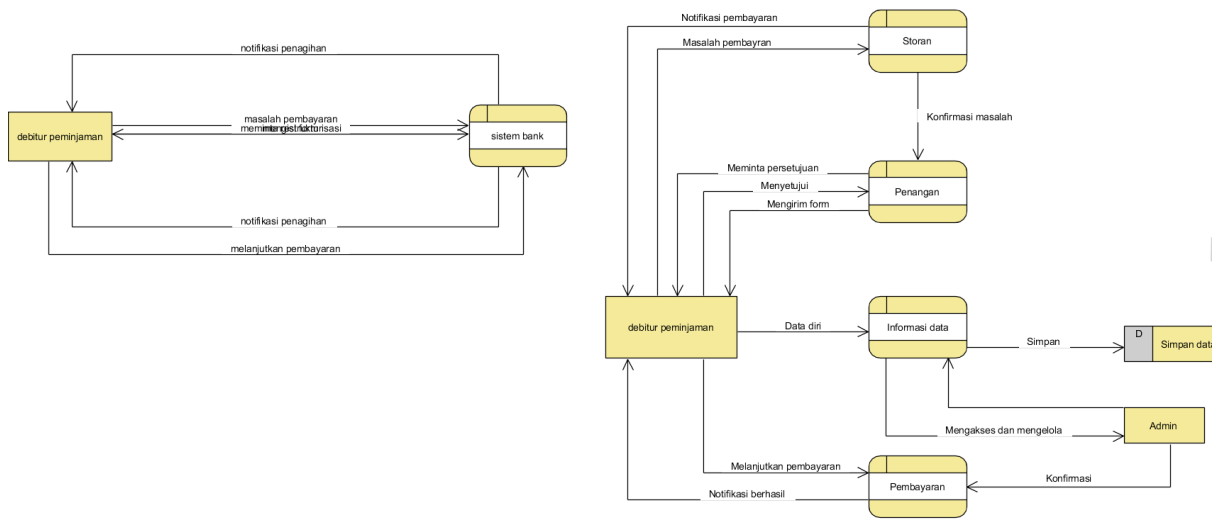 notifikasi penagihan
debitur peminjaman
masalah pembayaran
sistem bank
notifikasi penagihan
melanjutkan pembayaran
Notifikasi pembayaran
Masalah pembayran
Storan
Konfirmasi masalah
Meminta persetujuan
Menyetujui
Mengirim form
Penangan
debitur peminjaman
Data diri
Informasi data
Simpan
D
Simpan data
Mengakses dan mengelola
Admin
Melanjutkan pembayaran
Notifikasi berhasil
Pembayaran
Konfirmasi